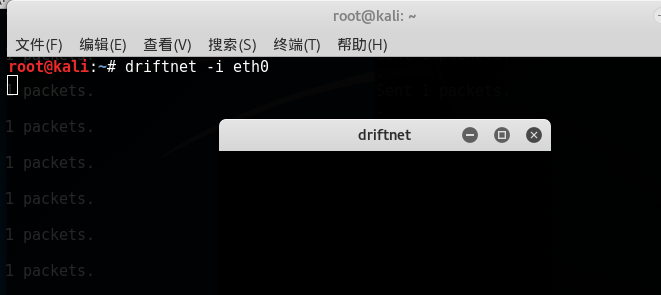 root@kali: ~
文件(F) 编辑(E) 查看(V) 搜索(S) 终端(T) 帮助(H)
root@kali:~# driftnet -i eth0
1 packets.
Sent 1 packets.
driftnet
1 packets.
1 packets.
1 packets.
1 packets.
1 packets.